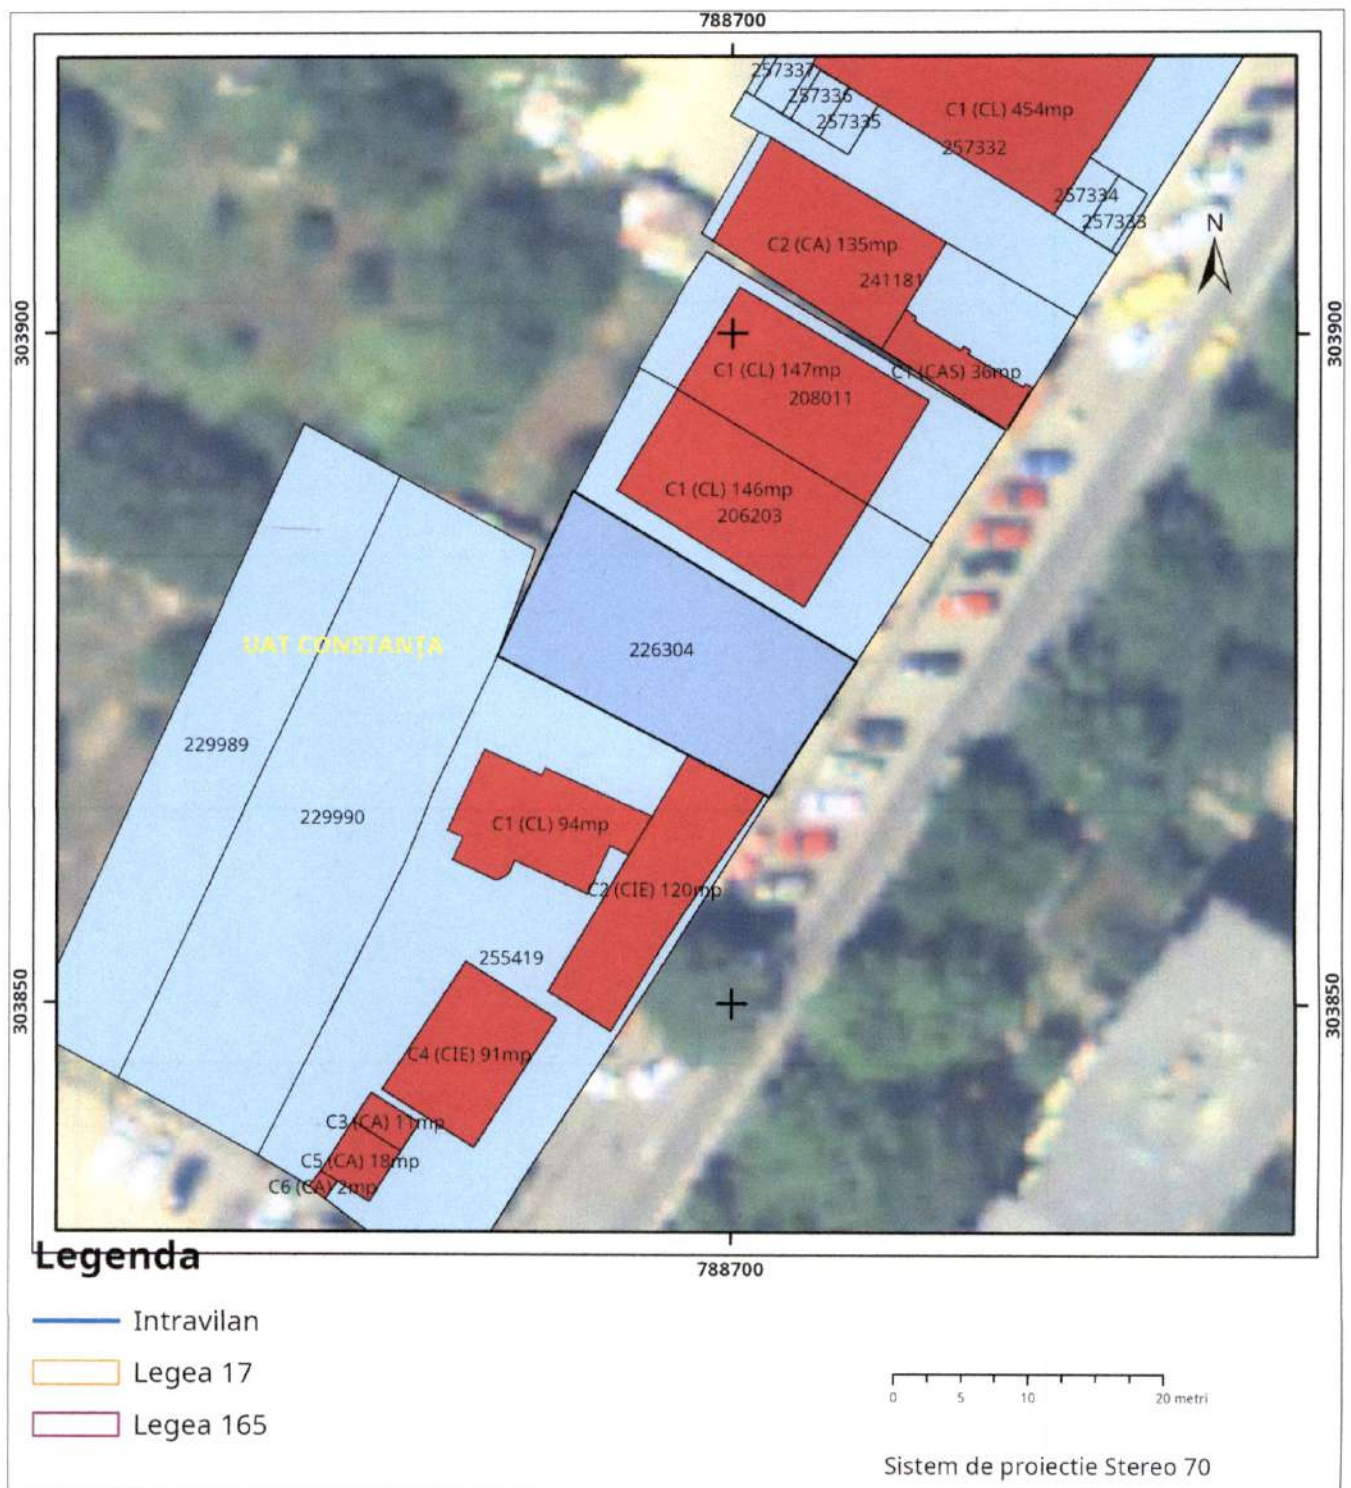 788700
257337
257336
C1 (CL) 454mp
257335
257332
257334
257333
N
C2 (CA) 135mp
241181
303900
303900
C1 (CL) 147mp
C1 (CAS) 36mp
208011
C1 (CL) 146mp
206203
UAT CONSTANȚA
226304
229989
229990
C1 (CL) 94mp
C2 (CIE) 120mp
255419
303850
303850
C4 (CIE) 91mp
C3 (CA) 11mp
C5 (CA) 18mp
C6 (CA) 2mp
788700
Legenda
Intravilan
Legea 17
Legea 165
0 5 10 20 metri
Sistem de proiectie Stereo 70